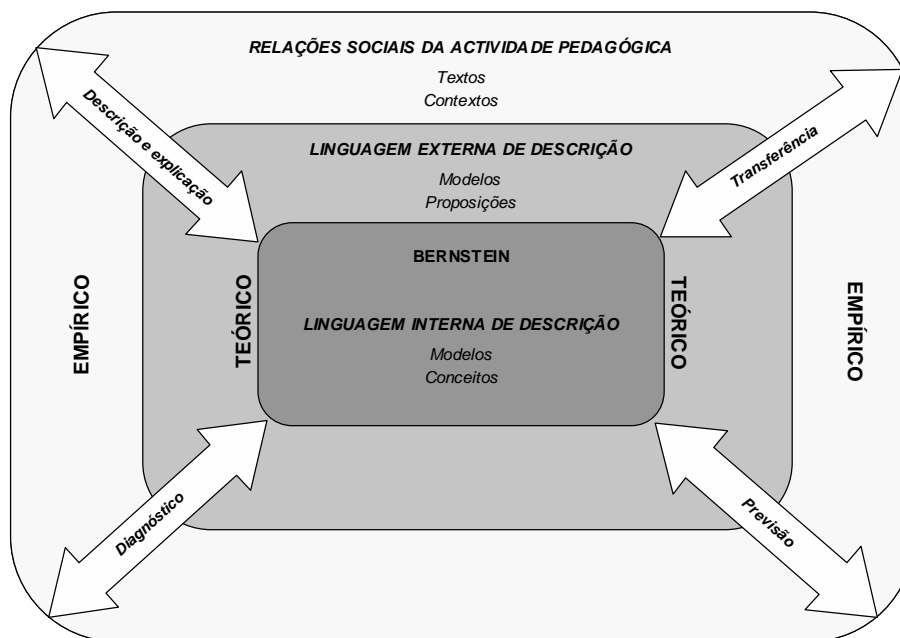 RELAÇÕES SOCIAIS DA ACTIVIDADE PEDAGÓGICA
Textos
Contextos
Descrição e explicação
Transferência
LINGUAGEM EXTERNA DE DESCRIÇÃO
Modelos
Proposições
BERNSTEIN
EMPÍRICO
TEÓRICO
LINGUAGEM INTERNA DE DESCRIÇÃO
Modelos
Conceitos
TEÓRICO
EMPÍRICO
Diagnóstico
Previsão